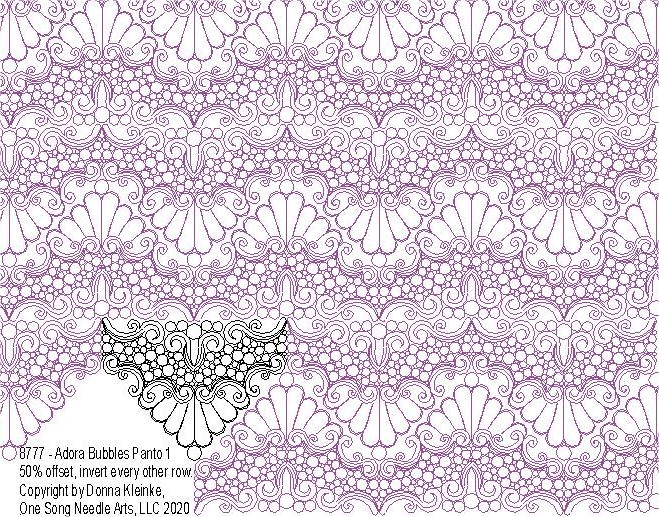 8777 - Adora Bubbles Panto 1
50% offset, invert every other row.
Copyright by Donna Kleinke,
One Song Needle Arts, LLC 2020